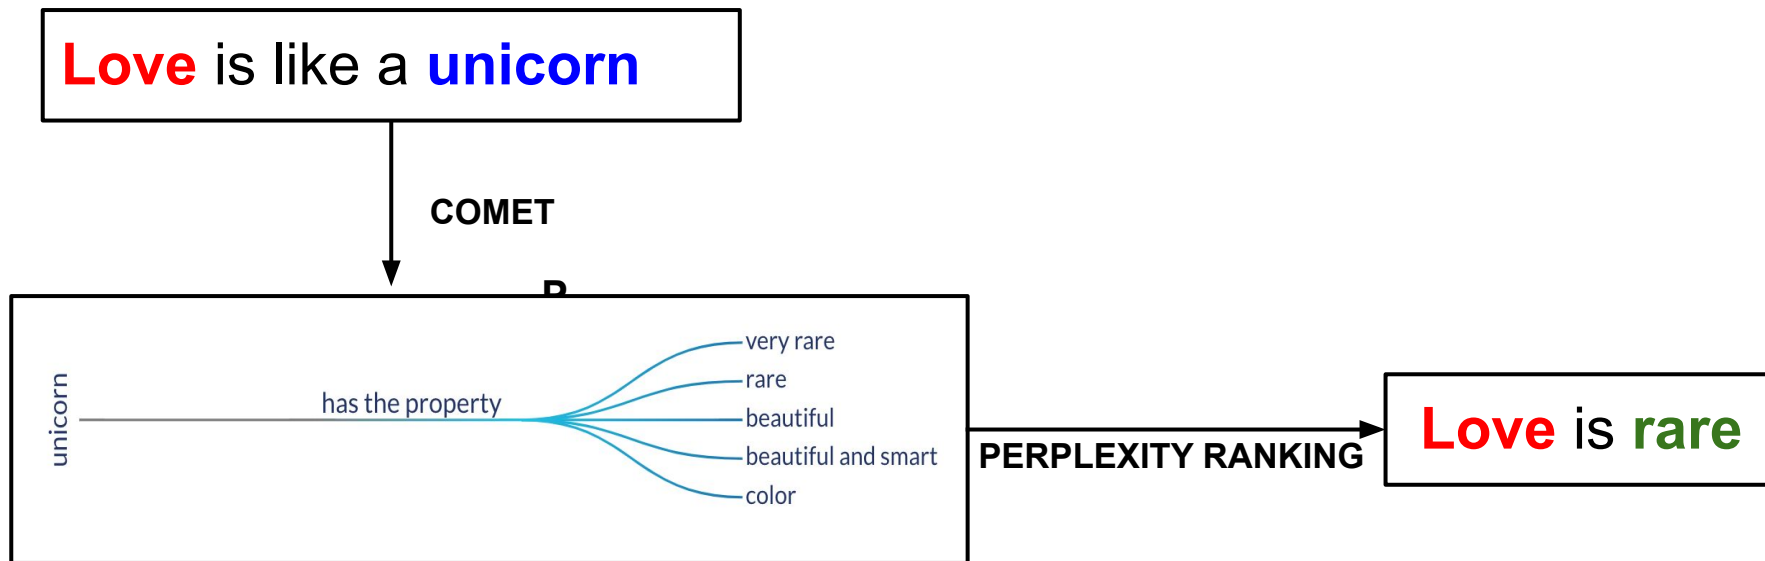 Love is like a unicorn
COMET
P
unicorn
has the property
very rare
rare
beautiful
beautiful and smart
color
PERPLEXITY RANKING
Love is rare